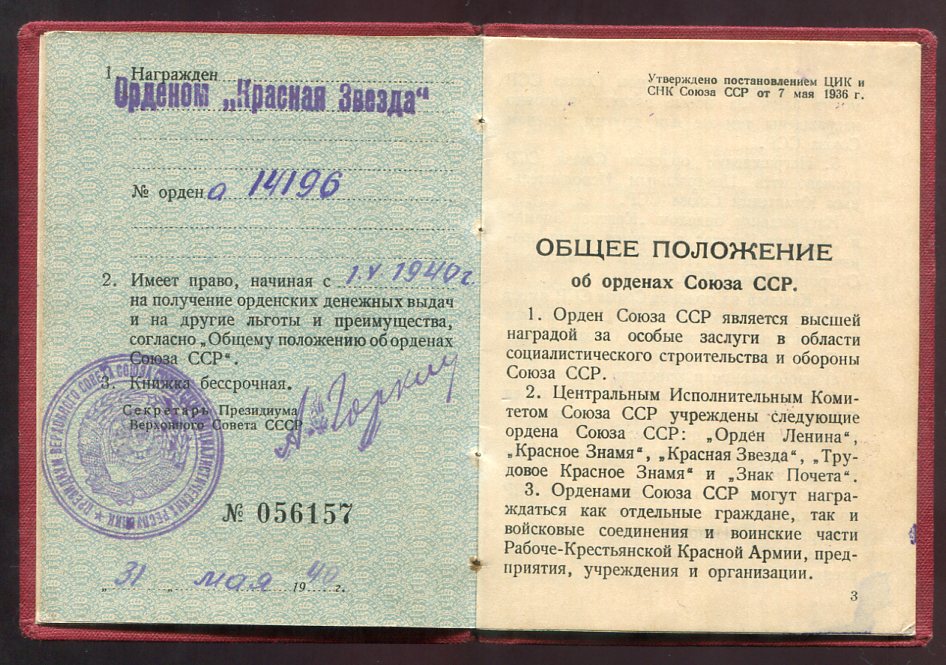 1. Награжден
Орденом „Красная Звезда“
№ ордена 14196
2. Имеет право, начиная с 1.V.1940 г.
на получение орденских денежных выдач
и на другие льготы и преимущества,
согласно „Общему положению об орденах
Союза ССР“.
3. Книжка бессрочная.
Секретарь Президиума
Верховного Совета СССР
А. Горкин
№ 056157
„31„ мая 1940 г.
Утверждено постановлением ЦИК и
СНК Союза ССР от 7 мая 1936 г.
ОБЩЕЕ ПОЛОЖЕНИЕ
об орденах Союза ССР.
1. Орден Союза ССР является высшей
наградой за особые заслуги в области
социалистического строительства и обороны
Союза ССР.
2. Центральным Исполнительным Коми-
тетом Союза ССР учреждены следующие
ордена Союза ССР: „Орден Ленина“,
„Красное Знамя“, „Красная Звезда“, „Тру-
довое Красное Знамя“ и „Знак Почета“.
3. Орденами Союза ССР могут награ-
ждаться как отдельные граждане, так и
войсковые соединения и воинские части
Рабоче-Крестьянской Красной Армии, пред-
приятия, учреждения и организации.
3